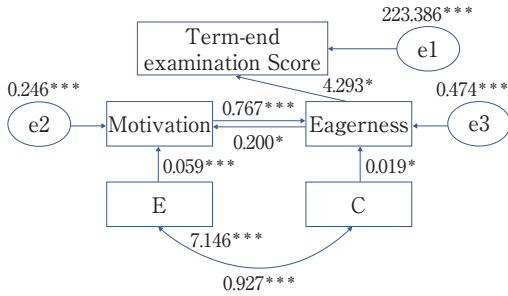 223.386***
Term-end
examination Score
e1
4.293*
0.246***
0.474***
e2
Motivation
0.767***
0.200*
Eagerness
e3
0.059***
0.019*
E
C
7.146***
0.927***